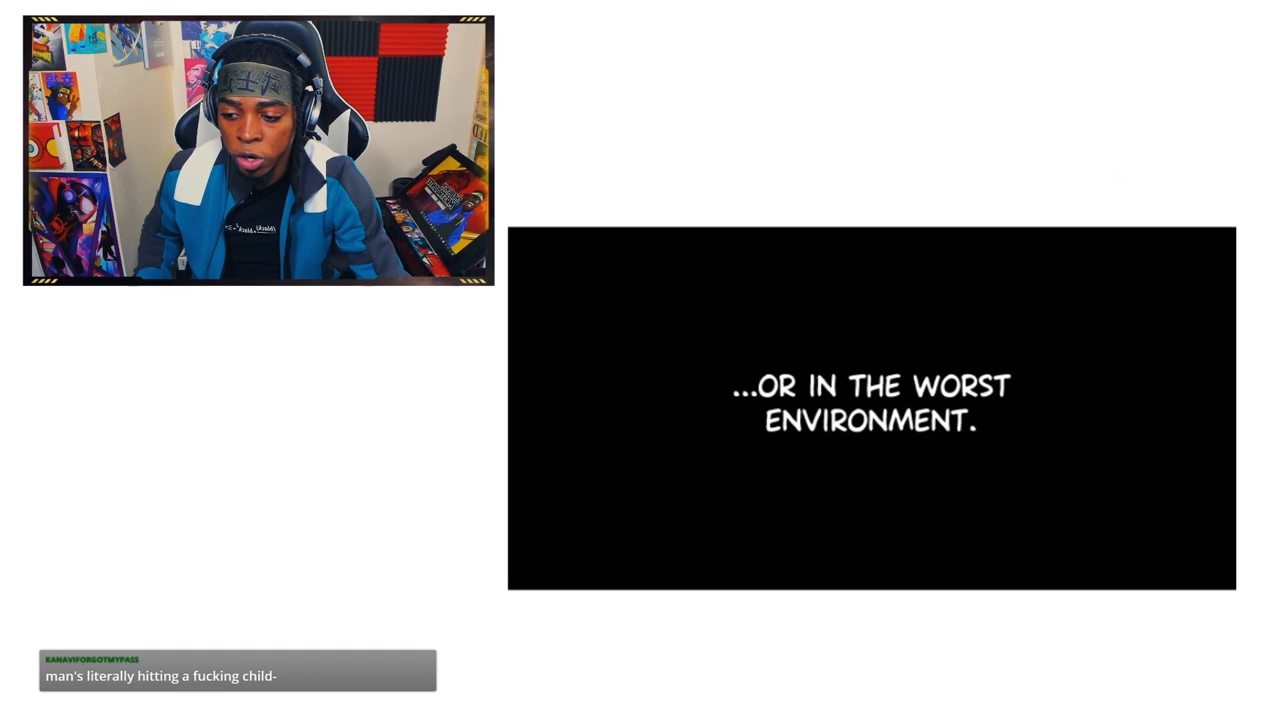 ...OR IN THE WORST
ENVIRONMENT.
KANAVIFORGOTMYPASS
man's literally hitting a fucking child-